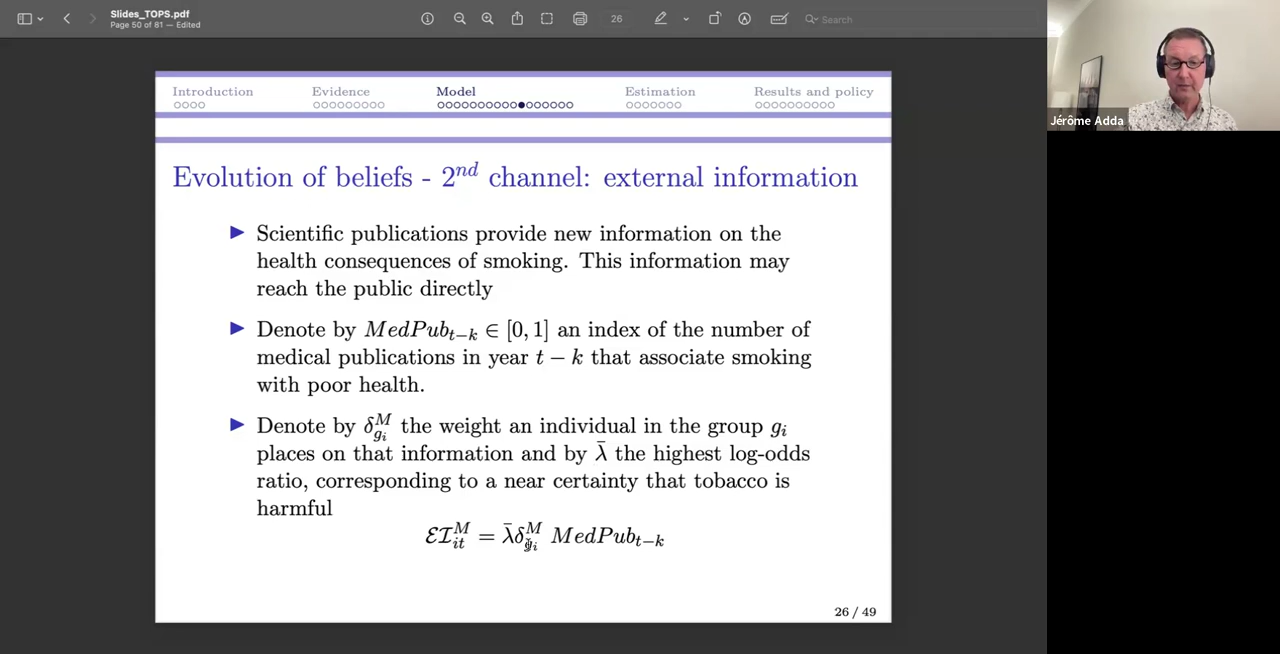 Slides_TOPS.pdf
Page 50 of 81 — Edited
26
Search
Jérôme Adda
Introduction Evidence Model Estimation Results and policy
Evolution of beliefs - 2nd channel: external information
▶ Scientific publications provide new information on the
health consequences of smoking. This information may
reach the public directly
▶ Denote by MedPub_{t−k} ∈ [0, 1] an index of the number of
medical publications in year t − k that associate smoking
with poor health.
▶ Denote by δ^M_{g_i} the weight an individual in the group g_i
places on that information and by λ̄ the highest log-odds
ratio, corresponding to a near certainty that tobacco is
harmful
ℰℐ^M_{it} = λ̄δ^M_{g_i} MedPub_{t−k}
26 / 49